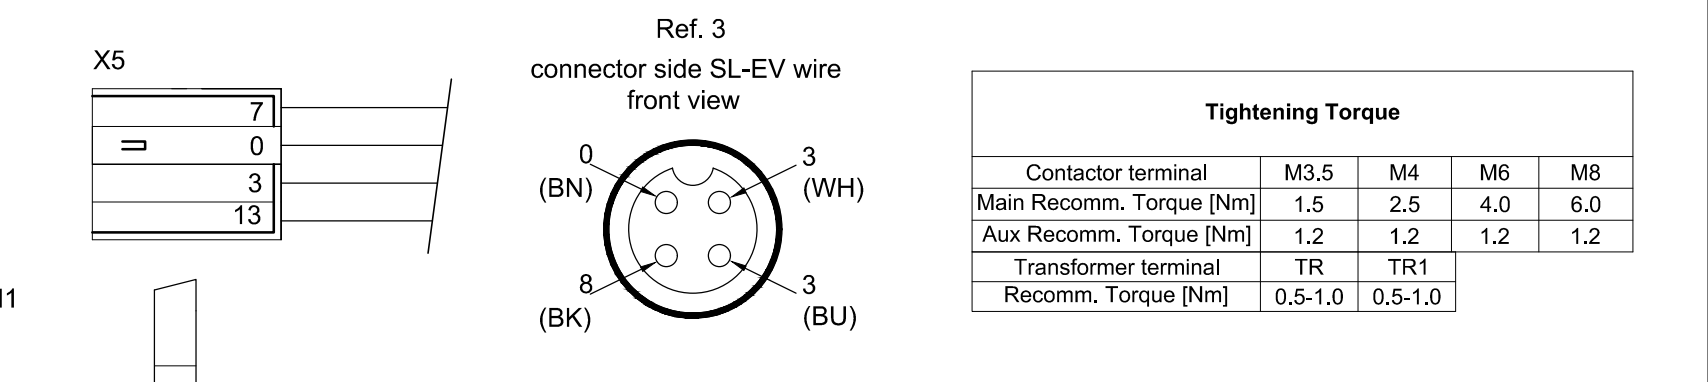 X5
7
0
3
13
Ref. 3
connector side SL-EV wire
front view
0
(BN)
3
(WH)
8
(BK)
3
(BU)
Tightening Torque
Contactor terminal M3.5 M4 M6 M8
Main Recomm. Torque [Nm] 1.5 2.5 4.0 6.0
Aux Recomm. Torque [Nm] 1.2 1.2 1.2 1.2
Transformer terminal TR TR1
Recomm. Torque [Nm] 0.5-1.0 0.5-1.0